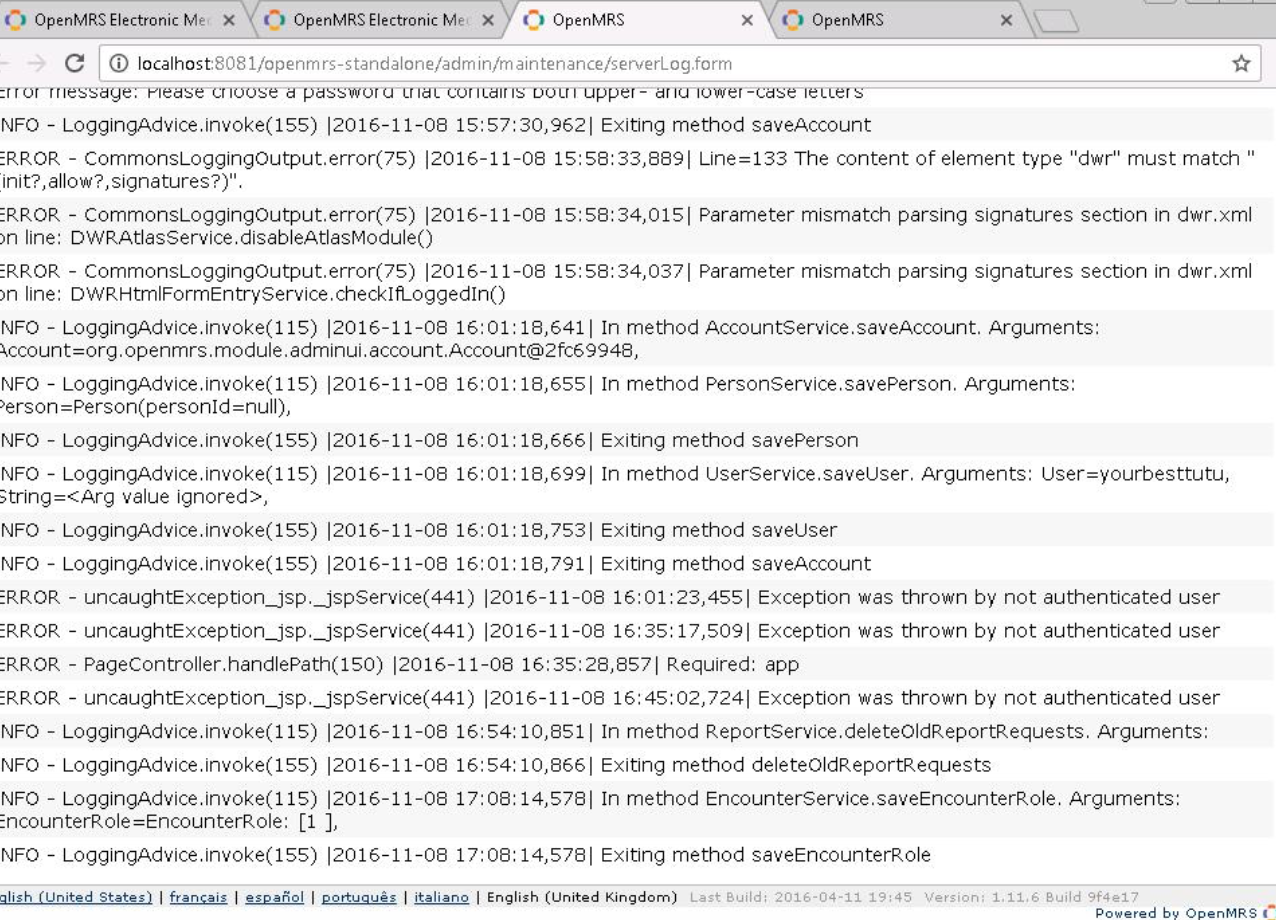 OpenMRS Electronic Med
OpenMRS Electronic Med
OpenMRS
OpenMRS
localhost:8081/openmrs-standalone/admin/maintenance/serverLog.form
Error message: Please choose a password that contains both upper- and lower-case letters
NFO - LoggingAdvice.invoke(155) |2016-11-08 15:57:30,962| Exiting method saveAccount
ERROR - CommonsLoggingOutput.error(75) |2016-11-08 15:58:33,889| Line=133 The content of element type "dwr" must match "
(init?,allow?,signatures?)".
ERROR - CommonsLoggingOutput.error(75) |2016-11-08 15:58:34,015| Parameter mismatch parsing signatures section in dwr.xml
on line: DWRAtlasService.disableAtlasModule()
ERROR - CommonsLoggingOutput.error(75) |2016-11-08 15:58:34,037| Parameter mismatch parsing signatures section in dwr.xml
on line: DWRHtmlFormEntryService.checkIfLoggedIn()
NFO - LoggingAdvice.invoke(115) |2016-11-08 16:01:18,641| In method AccountService.saveAccount. Arguments:
Account=org.openmrs.module.adminui.account.Account@2fc69948,
NFO - LoggingAdvice.invoke(115) |2016-11-08 16:01:18,655| In method PersonService.savePerson. Arguments:
Person=Person(personId=null),
NFO - LoggingAdvice.invoke(155) |2016-11-08 16:01:18,666| Exiting method savePerson
NFO - LoggingAdvice.invoke(115) |2016-11-08 16:01:18,699| In method UserService.saveUser. Arguments: User=yourbesttutu,
String=<Arg value ignored>,
NFO - LoggingAdvice.invoke(155) |2016-11-08 16:01:18,753| Exiting method saveUser
NFO - LoggingAdvice.invoke(155) |2016-11-08 16:01:18,791| Exiting method saveAccount
ERROR - uncaughtException_jsp._jspService(441) |2016-11-08 16:01:23,455| Exception was thrown by not authenticated user
ERROR - uncaughtException_jsp._jspService(441) |2016-11-08 16:35:17,509| Exception was thrown by not authenticated user
ERROR - PageController.handlePath(150) |2016-11-08 16:35:28,857| Required: app
ERROR - uncaughtException_jsp._jspService(441) |2016-11-08 16:45:02,724| Exception was thrown by not authenticated user
NFO - LoggingAdvice.invoke(115) |2016-11-08 16:54:10,851| In method ReportService.deleteOldReportRequests. Arguments:
NFO - LoggingAdvice.invoke(155) |2016-11-08 16:54:10,866| Exiting method deleteOldReportRequests
NFO - LoggingAdvice.invoke(115) |2016-11-08 17:08:14,578| In method EncounterService.saveEncounterRole. Arguments:
EncounterRole=EncounterRole: [1 ],
NFO - LoggingAdvice.invoke(155) |2016-11-08 17:08:14,578| Exiting method saveEncounterRole
glish (United States) | français | español | português | italiano | English (United Kingdom) Last Build: 2016-04-11 19:45 Version: 1.11.6 Build 9f4e17
Powered by OpenMRS